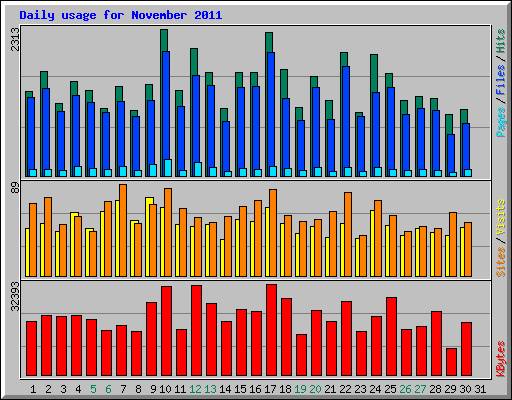 Daily usage for November 2011
2313
Pages / Files / Hits
89
Sites / Visits
32393
KBytes
1 2 3 4 5 6 7 8 9 10 11 12 13 14 15 16 17 18 19 20 21 22 23 24 25 26 27 28 29 30 31